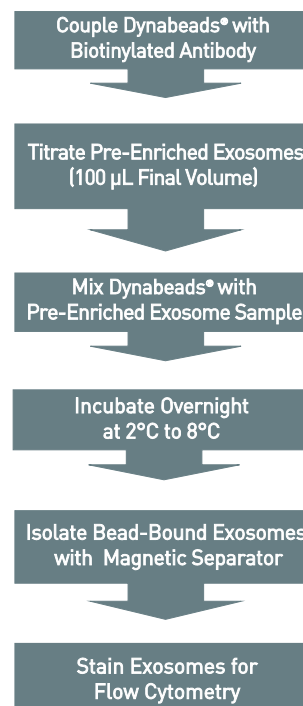 Couple Dynabeads® with
Biotinylated Antibody
Titrate Pre-Enriched Exosomes
(100 µL Final Volume)
Mix Dynabeads® with
Pre-Enriched Exosome Sample
Incubate Overnight
at 2°C to 8°C
Isolate Bead-Bound Exosomes
with Magnetic Separator
Stain Exosomes for
Flow Cytometry